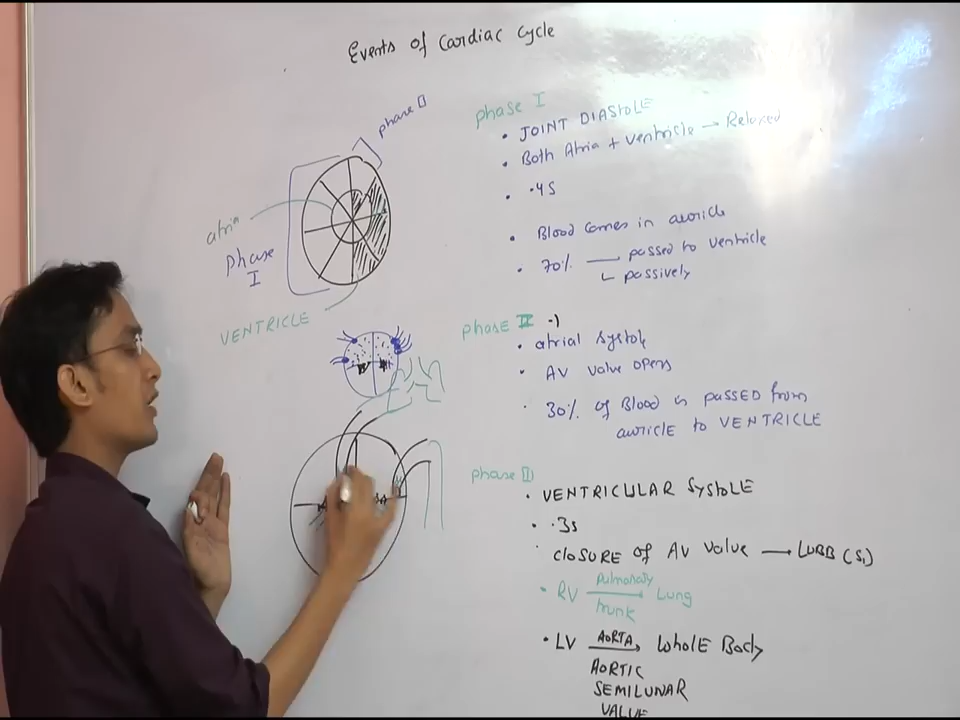 Events of Cardiac Cycle
phase II
atria
phase
I
VENTRICLE
phase I
• JOINT DIASTOLE
• Both Atria + ventricle → Relaxed
• .4S
• Blood comes in auricle
• 70% — passed to ventricle
↳ passively
phase II .1
• atrial systole
• AV valve opens
• 30% of Blood is passed from
auricle to VENTRICLE
phase III
• VENTRICULAR SYSTOLE
• .3s
• closure of AV valve → LUBB (S1)
• RV pulmonary trunk → Lung
• LV AORTA → Whole Body
AORTIC
SEMILUNAR
VALVE